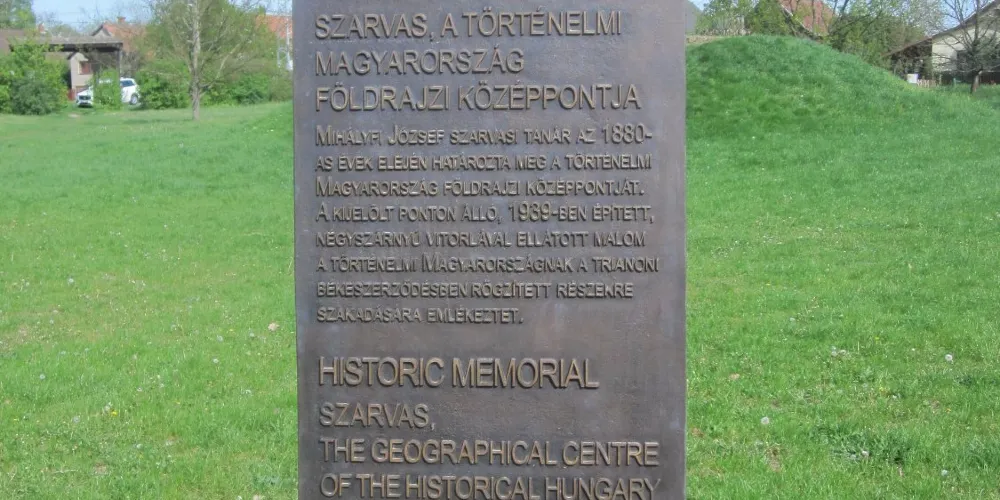 SZARVAS, A TÖRTÉNELMI
MAGYARORSZÁG
FÖLDRAJZI KÖZÉPPONTJA
MIHÁLYFI JÓZSEF SZARVASI TANÁR AZ 1880-
AS ÉVEK ELEJÉN HATÁROZTA MEG A TÖRTÉNELMI
MAGYARORSZÁG FÖLDRAJZI KÖZÉPPONTJÁT.
A KIJELÖLT PONTON ÁLLÓ, 1939-BEN ÉPÍTETT,
NÉGYSZÁRNYÚ VITORLÁVAL ELLÁTOTT MALOM
A TÖRTÉNELMI MAGYARORSZÁGNAK A TRIANONI
BÉKESZERZŐDÉSBEN RÖGZÍTETT RÉSZEKRE
SZAKADÁSÁRA EMLÉKEZTET.
HISTORIC MEMORIAL
SZARVAS,
THE GEOGRAPHICAL CENTRE
OF THE HISTORICAL HUNGARY